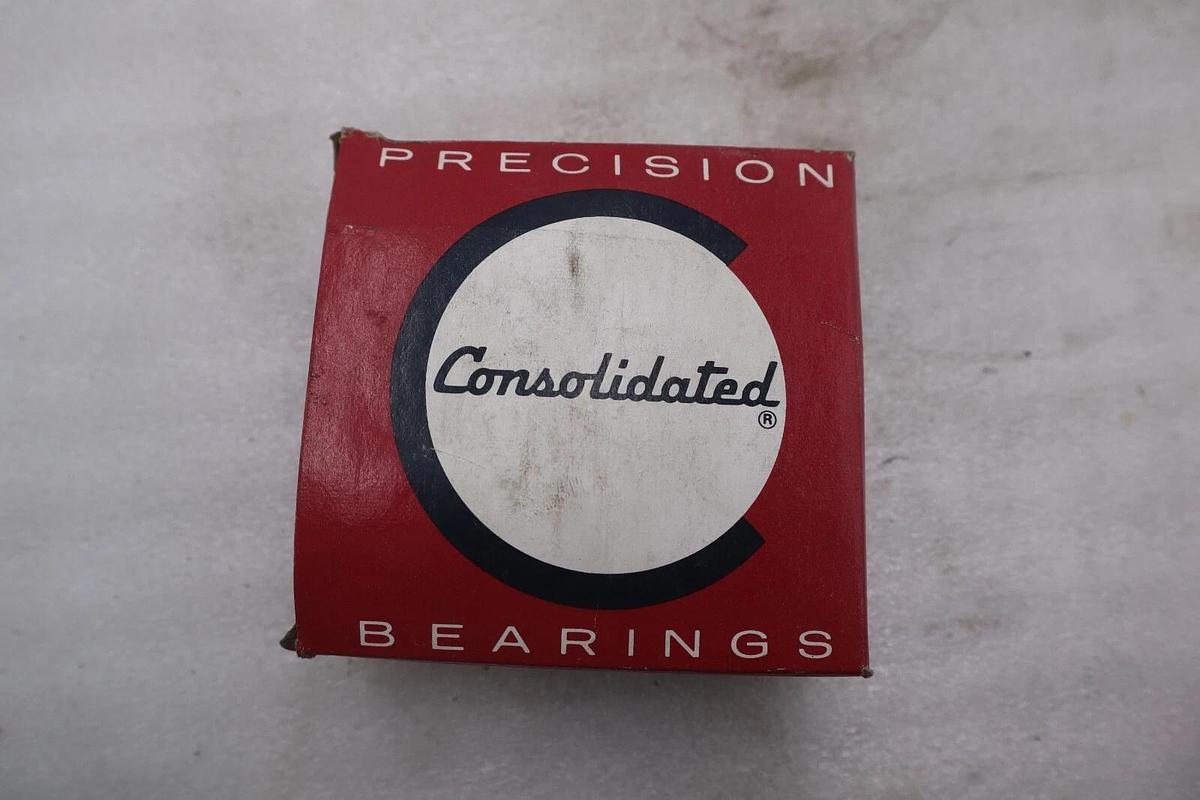 PRECISION
Consolidated
®
BEARINGS